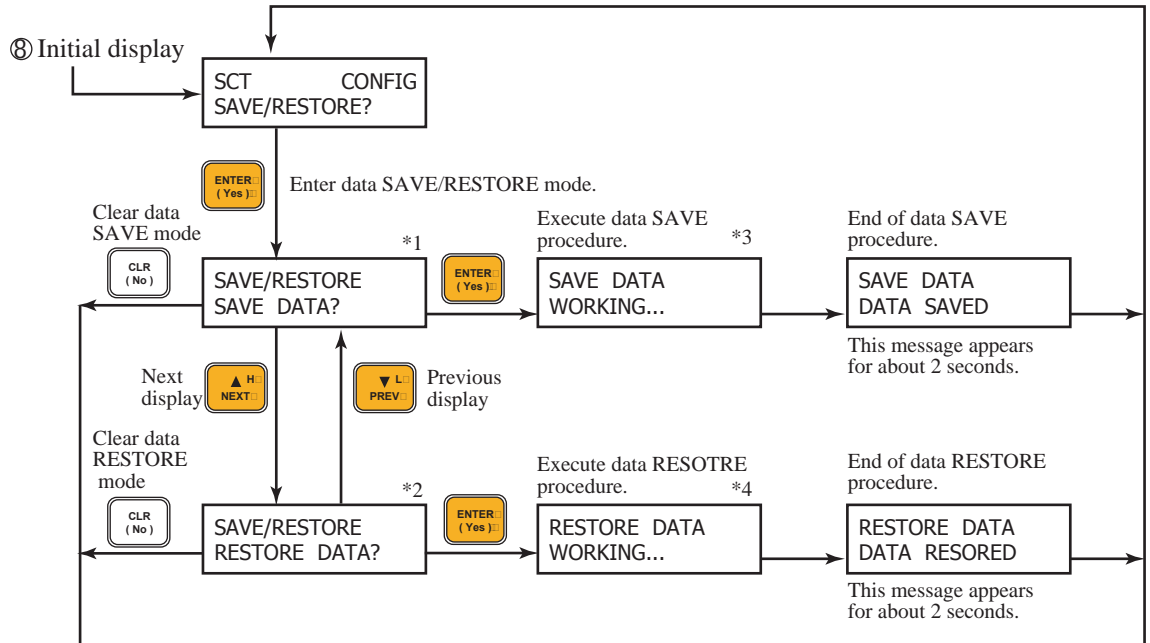 ⑧ Initial display
SCT CONFIG
SAVE/RESTORE?
ENTER
( Yes )
Enter data SAVE/RESTORE mode.
Clear data
SAVE mode
CLR
( No )
*1
SAVE/RESTORE
SAVE DATA?
ENTER
( Yes )
Execute data SAVE
procedure. *3
SAVE DATA
WORKING...
End of data SAVE
procedure.
SAVE DATA
DATA SAVED
This message appears
for about 2 seconds.
Next
display
▲ H
NEXT
▼ L
PREV
Previous
display
Clear data
RESTORE
mode
CLR
( No )
*2
SAVE/RESTORE
RESTORE DATA?
ENTER
( Yes )
Execute data RESOTRE
procedure. *4
RESTORE DATA
WORKING...
End of data RESTORE
procedure.
RESTORE DATA
DATA RESORED
This message appears
for about 2 seconds.